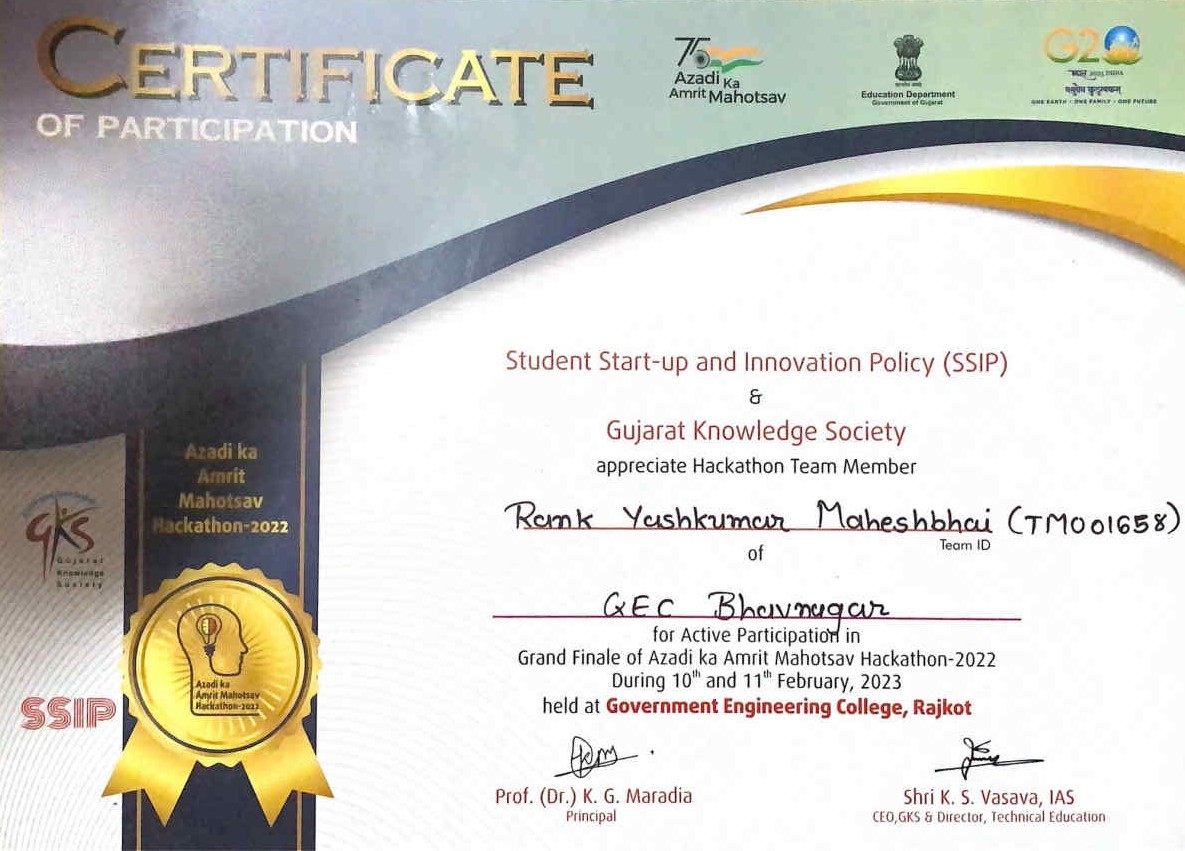 CERTIFICATE
OF PARTICIPATION
75
Azadi Ka
Amrit Mahotsav
Education Department
Government of Gujarat
G20
भारत 2023 INDIA
वसुधैव कुटुम्बकम्
ONE EARTH • ONE FAMILY • ONE FUTURE
Student Start-up and Innovation Policy (SSIP)
&
Gujarat Knowledge Society
appreciate Hackathon Team Member
Ramk Yashkumar Maheshbhai (TM001658)
Team ID
of
GEC Bhavnagar
for Active Participation in
Grand Finale of Azadi ka Amrit Mahotsav Hackathon-2022
During 10th and 11th February, 2023
held at Government Engineering College, Rajkot
Prof. (Dr.) K. G. Maradia
Principal
Shri K. S. Vasava, IAS
CEO,GKS & Director, Technical Education
Azadi ka
Amrit
Mahotsav
Hackathon-2022
GKS
Gujarat
Knowledge
Society
Azadi ka
Amrit Mahotsav
Hackathon-2022
SSIP